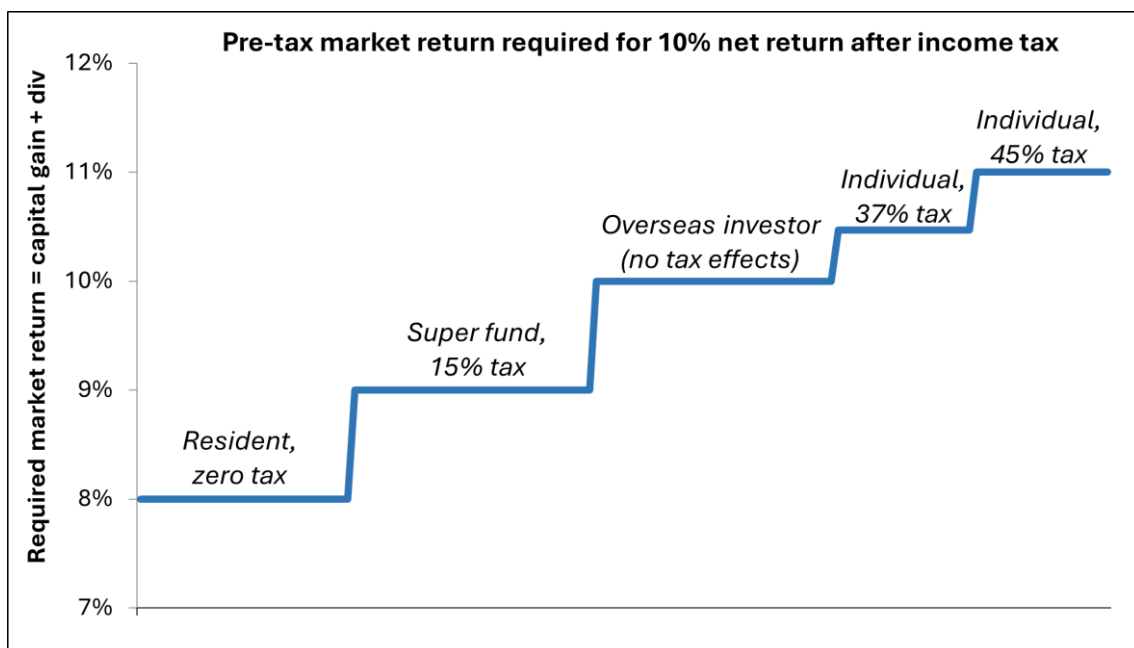 Pre-tax market return required for 10% net return after income tax
Required market return = capital gain + div
12%
11%
10%
9%
8%
7%
Resident,
zero tax
Super fund,
15% tax
Overseas investor
(no tax effects)
Individual,
37% tax
Individual,
45% tax